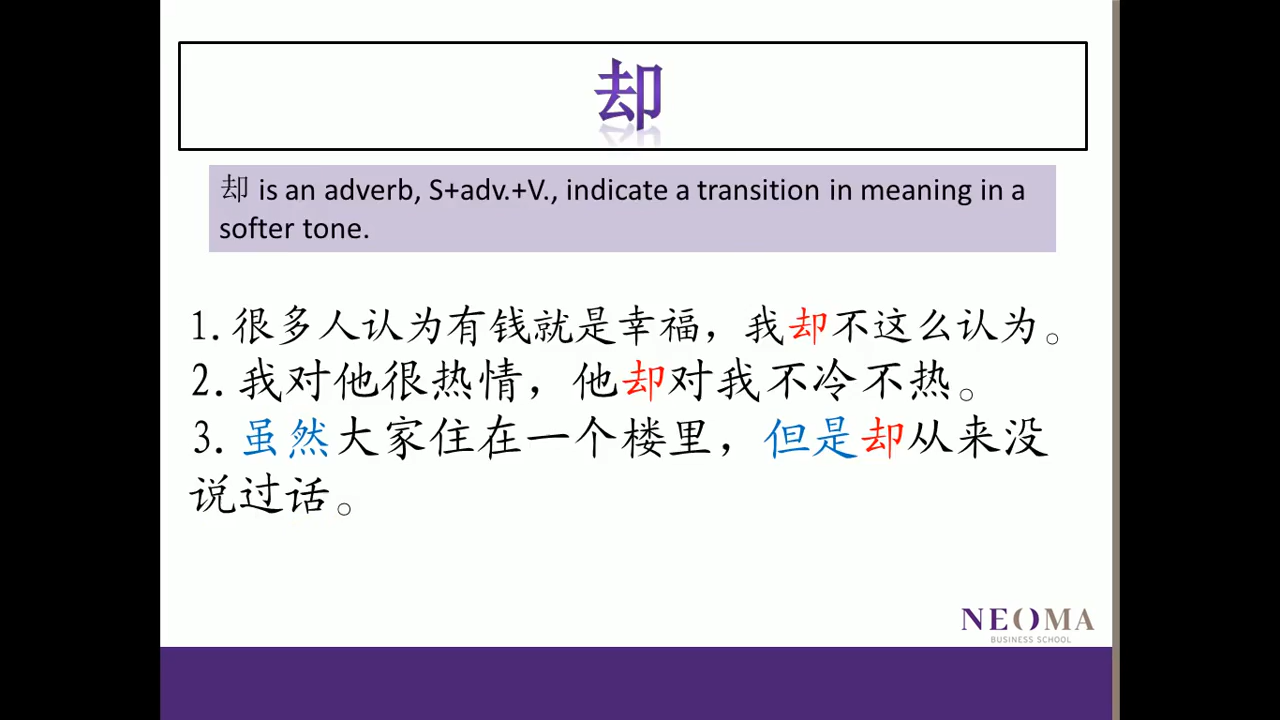 却
却 is an adverb, S+adv.+V., indicate a transition in meaning in a
softer tone.
1. 很多人认为有钱就是幸福，我却不这么认为。
2. 我对他很热情，他却对我不冷不热。
3. 虽然大家住在一个楼里，但是却从来没
说过话。
NEOMA
BUSINESS SCHOOL